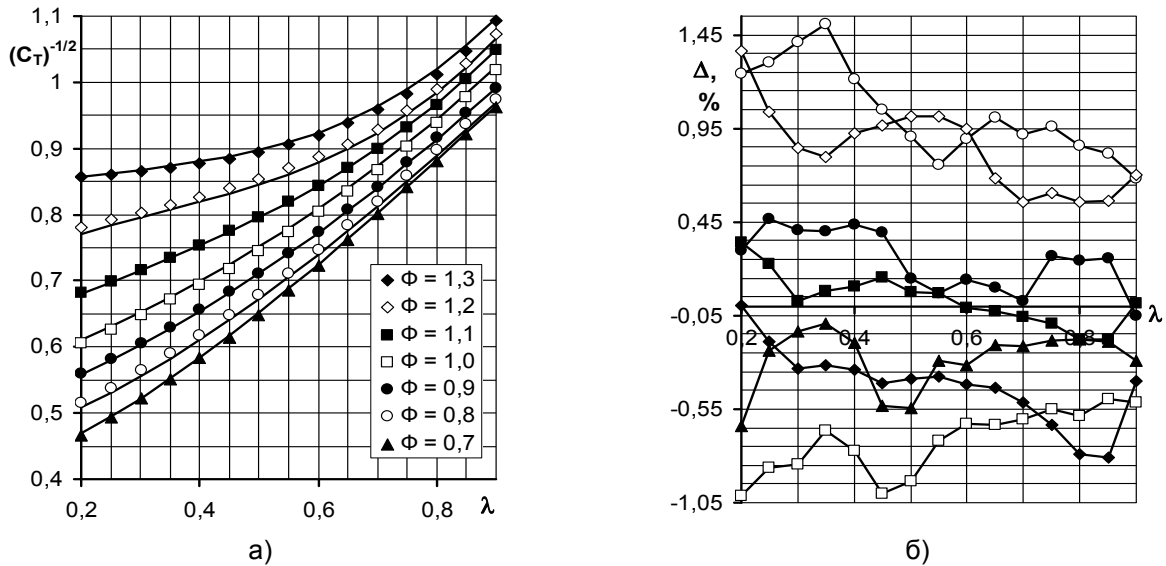 1,1
(C_T)^{-1/2}
1
0,9
0,8
0,7
0,6
0,5
0,4
0,2
0,4
0,6
0,8
λ
Φ = 1,3
Φ = 1,2
Φ = 1,1
Φ = 1,0
Φ = 0,9
Φ = 0,8
Φ = 0,7
а)
1,45
Δ,
%
0,95
0,45
-0,05
-0,55
-1,05
0,2
0,4
0,6
0,8
λ
б)